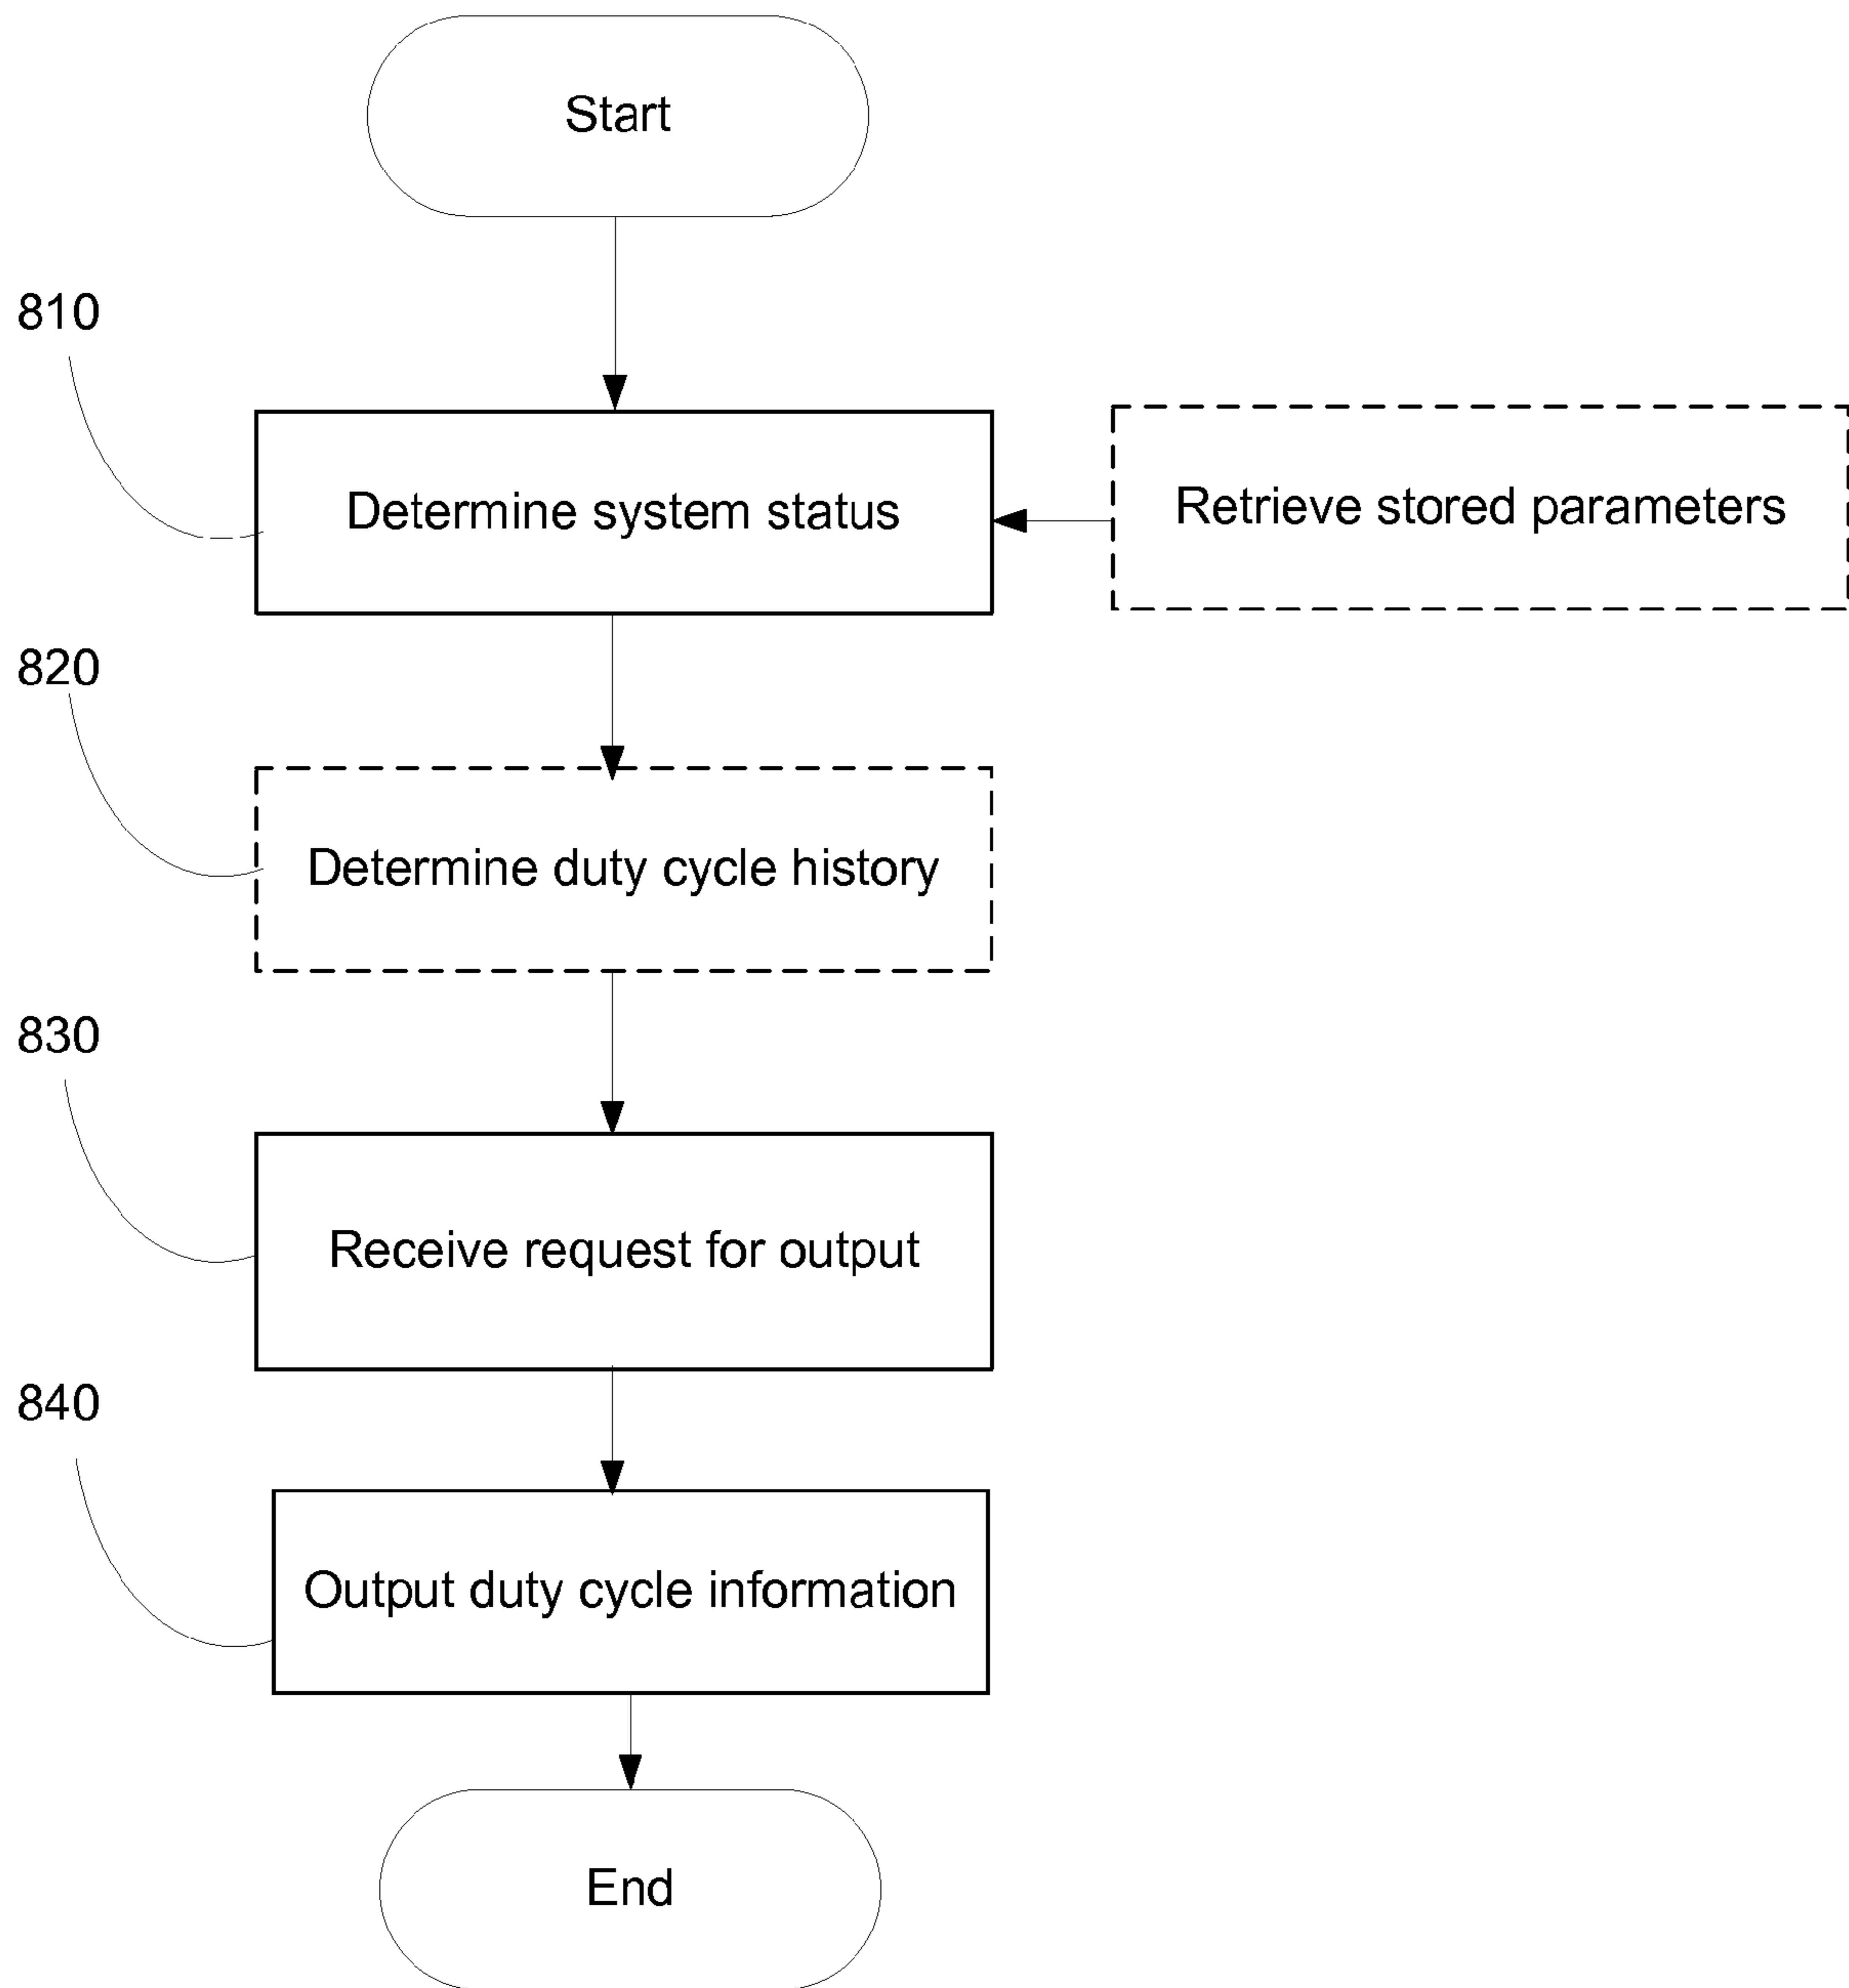 Start
810
Determine system status
Retrieve stored parameters
820
Determine duty cycle history
830
Receive request for output
840
Output duty cycle information
End